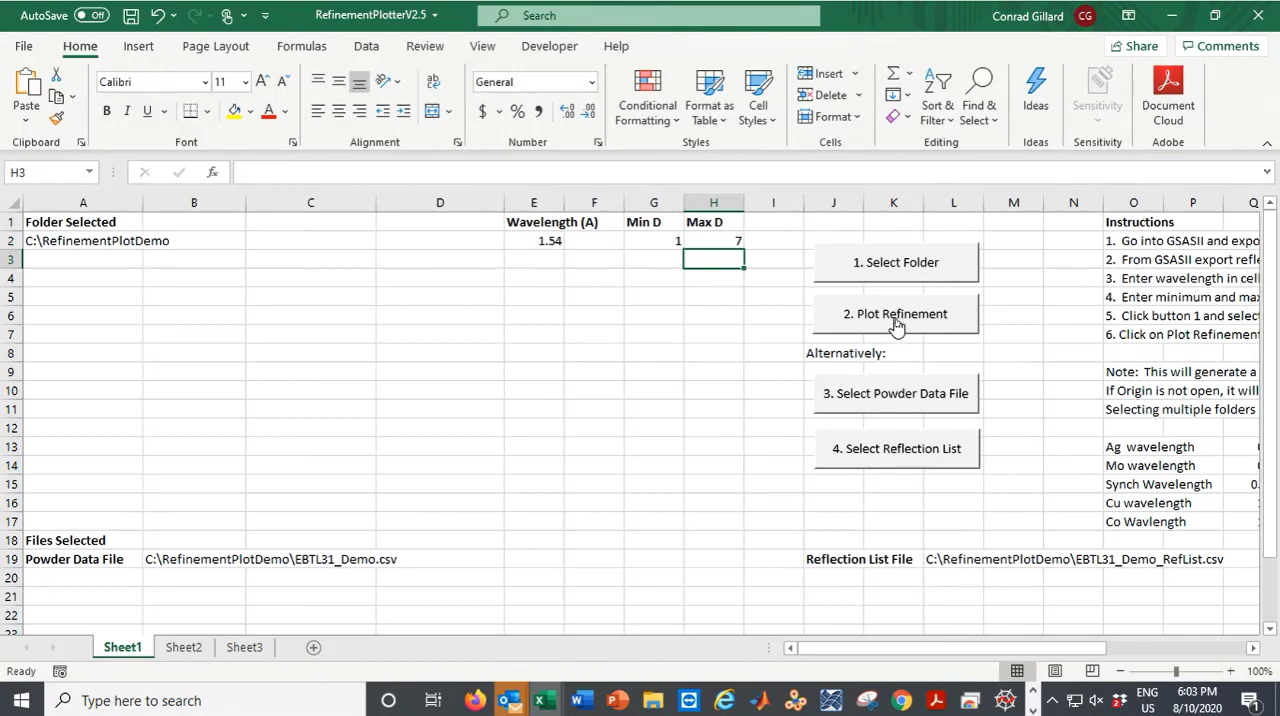 AutoSave Off RefinementPlotterV2.5 Search Conrad Gillard CG
File Home Insert Page Layout Formulas Data Review View Developer Help Share Comments
Paste Calibri 11 General Conditional Formatting Format as Table Cell Styles Insert Delete Format Sort & Filter Find & Select Ideas Sensitivity Document Cloud
Clipboard Font Alignment Number Styles Cells Editing Ideas Sensitivity Adobe
H3 fx
A B C D E F G H I J K L M N O P Q
1 Folder Selected Wavelength (A) Min D Max D Instructions
2 C:\RefinementPlotDemo 1.54 1 7 1. Go into GSASII and expo
3 1. Select Folder 2. From GSASII export refle
4 3. Enter wavelength in cel
5 4. Enter minimum and max
6 2. Plot Refinement 5. Click button 1 and selec
7 6. Click on Plot Refinemen
8 Alternatively:
9 Note: This will generate a
10 3. Select Powder Data File If Origin is not open, it wil
11 Selecting multiple folders
12
13 4. Select Reflection List Ag wavelength
14 Mo wavelength
15 Synch Wavelength 0.
16 Cu wavelength
17 Co Wavlength
18 Files Selected
19 Powder Data File C:\RefinementPlotDemo\EBTL31_Demo.csv Reflection List File C:\RefinementPlotDemo\EBTL31_Demo_RefList.csv
20
21
22
23
Sheet1 Sheet2 Sheet3
Ready 100%
Type here to search ENG US 6:03 PM 8/10/2020 1